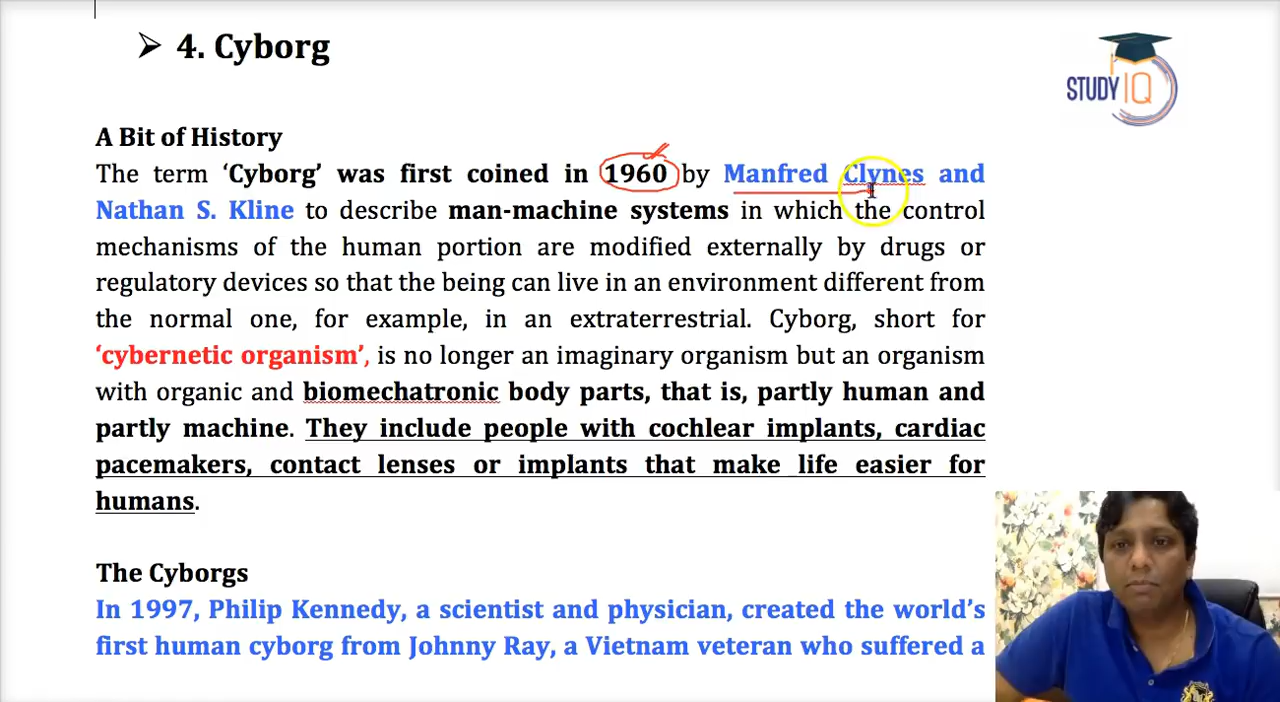 ➢ 4. Cyborg
STUDY IQ
A Bit of History
The term ‘Cyborg’ was first coined in 1960 by Manfred Clynes and
Nathan S. Kline to describe man-machine systems in which the control
mechanisms of the human portion are modified externally by drugs or
regulatory devices so that the being can live in an environment different from
the normal one, for example, in an extraterrestrial. Cyborg, short for
‘cybernetic organism’, is no longer an imaginary organism but an organism
with organic and biomechatronic body parts, that is, partly human and
partly machine. They include people with cochlear implants, cardiac
pacemakers, contact lenses or implants that make life easier for
humans.
The Cyborgs
In 1997, Philip Kennedy, a scientist and physician, created the world’s
first human cyborg from Johnny Ray, a Vietnam veteran who suffered a